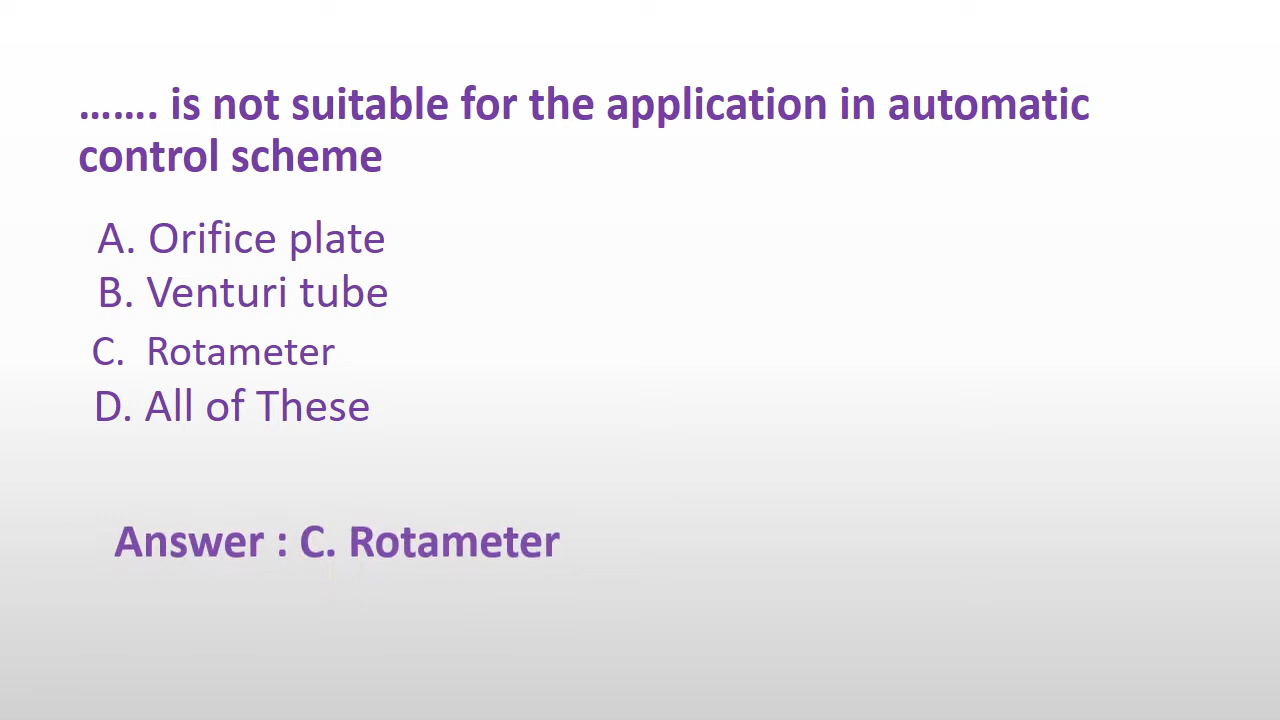 ……. is not suitable for the application in automatic
control scheme
A. Orifice plate
B. Venturi tube
C. Rotameter
D. All of These
Answer : C. Rotameter